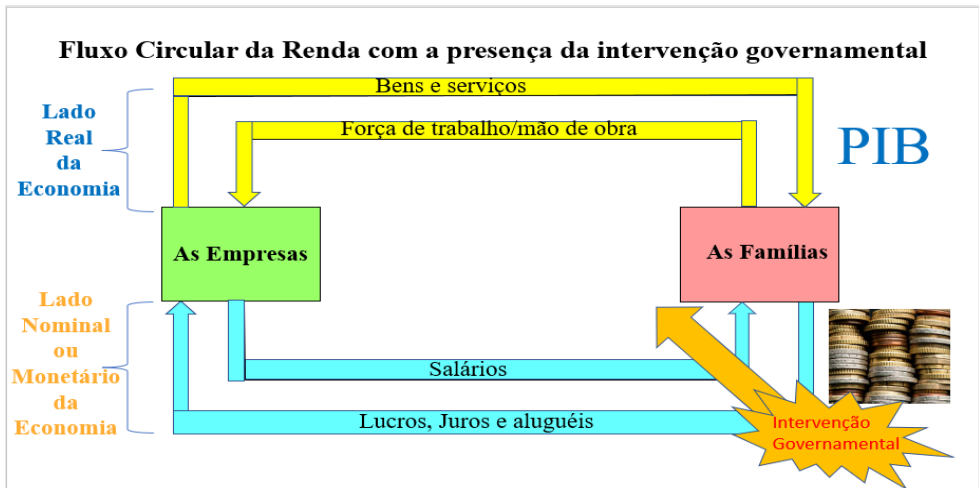 Fluxo Circular da Renda com a presença da intervenção governamental
Bens e serviços
Lado
Real
da
Economia
Força de trabalho/mão de obra
PIB
As Empresas
As Famílias
Lado
Nominal
ou
Monetário
da
Economia
Salários
Lucros, Juros e aluguéis
Intervenção
Governamental